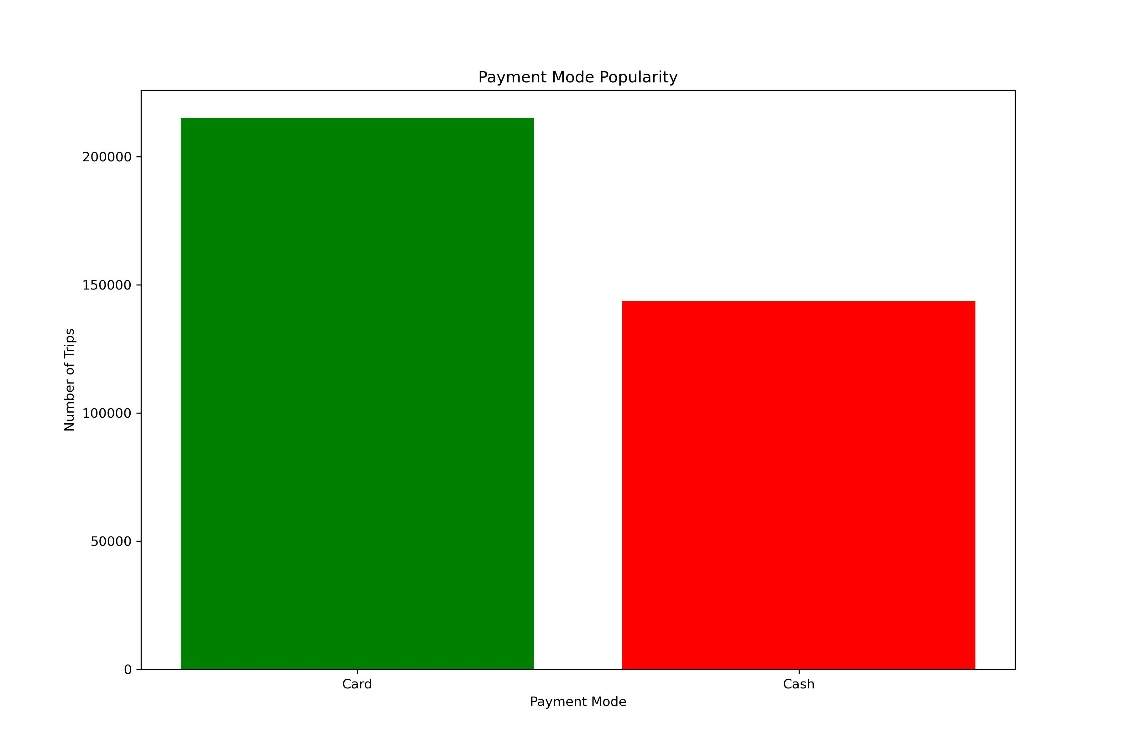 Payment Mode Popularity
Number of Trips
200000
150000
100000
50000
0
Card
Cash
Payment Mode